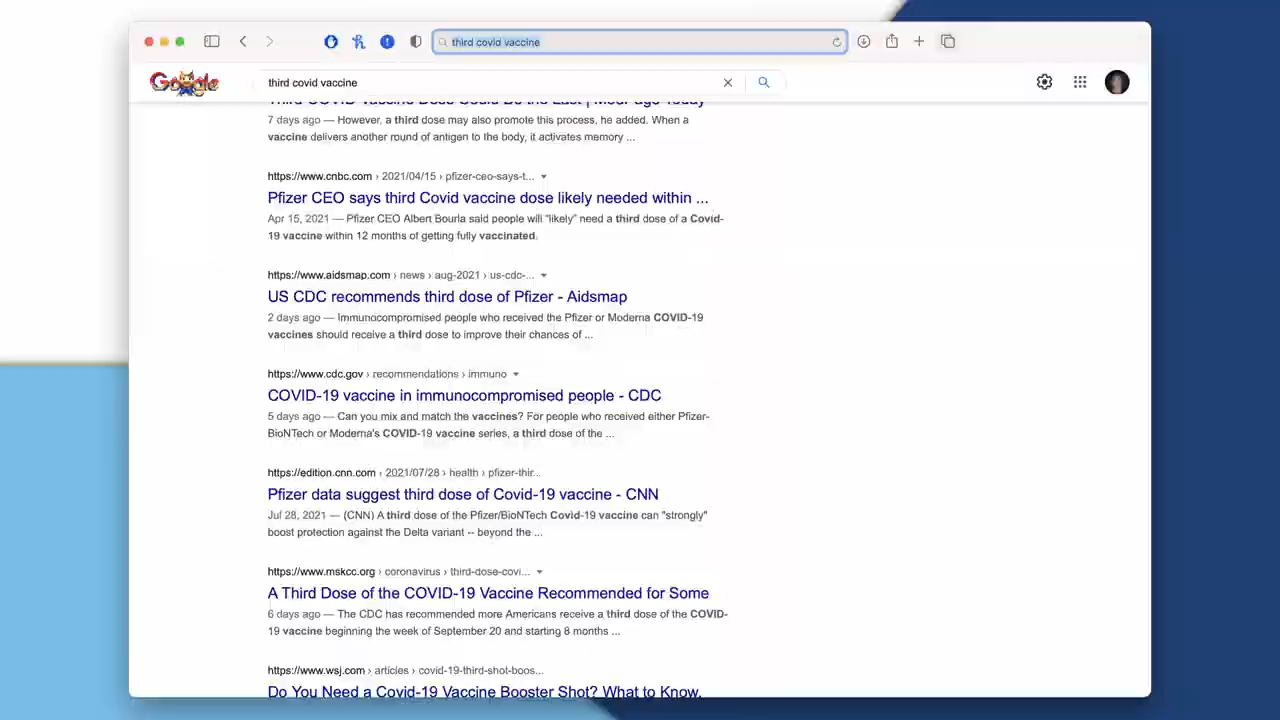 third covid vaccine
Google
third covid vaccine
Third COVID Vaccine Dose Could Be the Last | MedPage Today
7 days ago — However, a third dose may also promote this process, he added. When a
vaccine delivers another round of antigen to the body, it activates memory ...
https://www.cnbc.com › 2021/04/15 › pfizer-ceo-says-t...
Pfizer CEO says third Covid vaccine dose likely needed within ...
Apr 15, 2021 — Pfizer CEO Albert Bourla said people will “likely” need a third dose of a Covid-
19 vaccine within 12 months of getting fully vaccinated.
https://www.aidsmap.com › news › aug-2021 › us-cdc-...
US CDC recommends third dose of Pfizer - Aidsmap
2 days ago — Immunocompromised people who received the Pfizer or Moderna COVID-19
vaccines should receive a third dose to improve their chances of ...
https://www.cdc.gov › recommendations › immuno
COVID-19 vaccine in immunocompromised people - CDC
5 days ago — Can you mix and match the vaccines? For people who received either Pfizer-
BioNTech or Moderna's COVID-19 vaccine series, a third dose of the ...
https://edition.cnn.com › 2021/07/28 › health › pfizer-thir...
Pfizer data suggest third dose of Covid-19 vaccine - CNN
Jul 28, 2021 — (CNN) A third dose of the Pfizer/BioNTech Covid-19 vaccine can "strongly"
boost protection against the Delta variant -- beyond the ...
https://www.mskcc.org › coronavirus › third-dose-covi...
A Third Dose of the COVID-19 Vaccine Recommended for Some
6 days ago — The CDC has recommended more Americans receive a third dose of the COVID-
19 vaccine beginning the week of September 20 and starting 8 months ...
https://www.wsj.com › articles › covid-19-third-shot-boos...
Do You Need a Covid-19 Vaccine Booster Shot? What to Know.